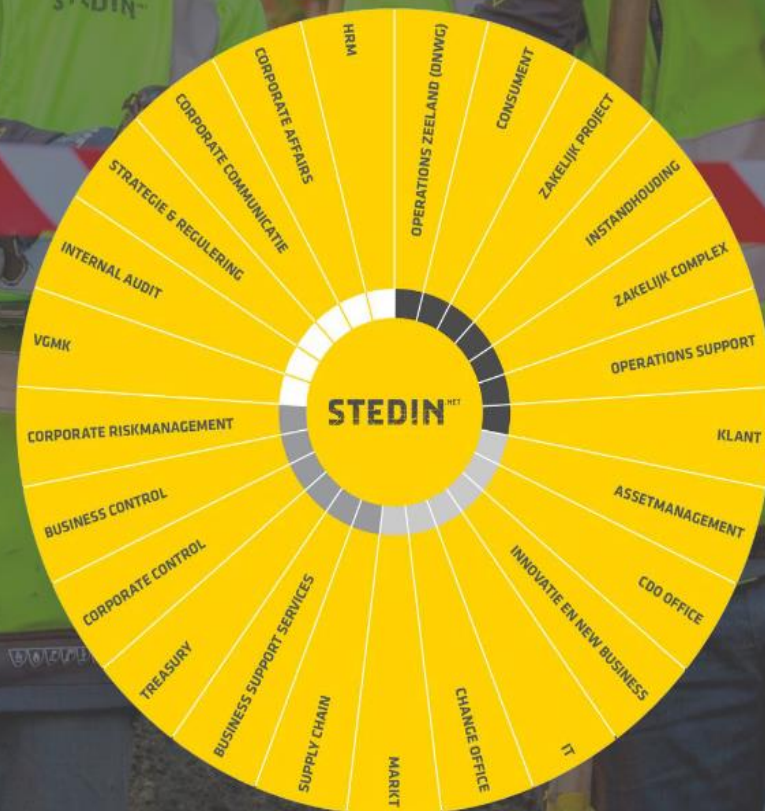 STEDIN
HRM
OPERATIONS ZEELAND (DNWG)
CONSUMENT
ZAKELIJK PROJECT
INSTANDHOUDING
ZAKELIJK COMPLEX
OPERATIONS SUPPORT
KLANT
ASSETMANAGEMENT
CDO OFFICE
INNOVATIE EN NEW BUSINESS
IT
CHANGE OFFICE
MARKT
SUPPLY CHAIN
BUSINESS SUPPORT SERVICES
TREASURY
CORPORATE CONTROL
BUSINESS CONTROL
CORPORATE RISKMANAGEMENT
VGMK
INTERNAL AUDIT
STRATEGIE & REGULERING
CORPORATE COMMUNICATIE
CORPORATE AFFAIRS
STEDIN.NET